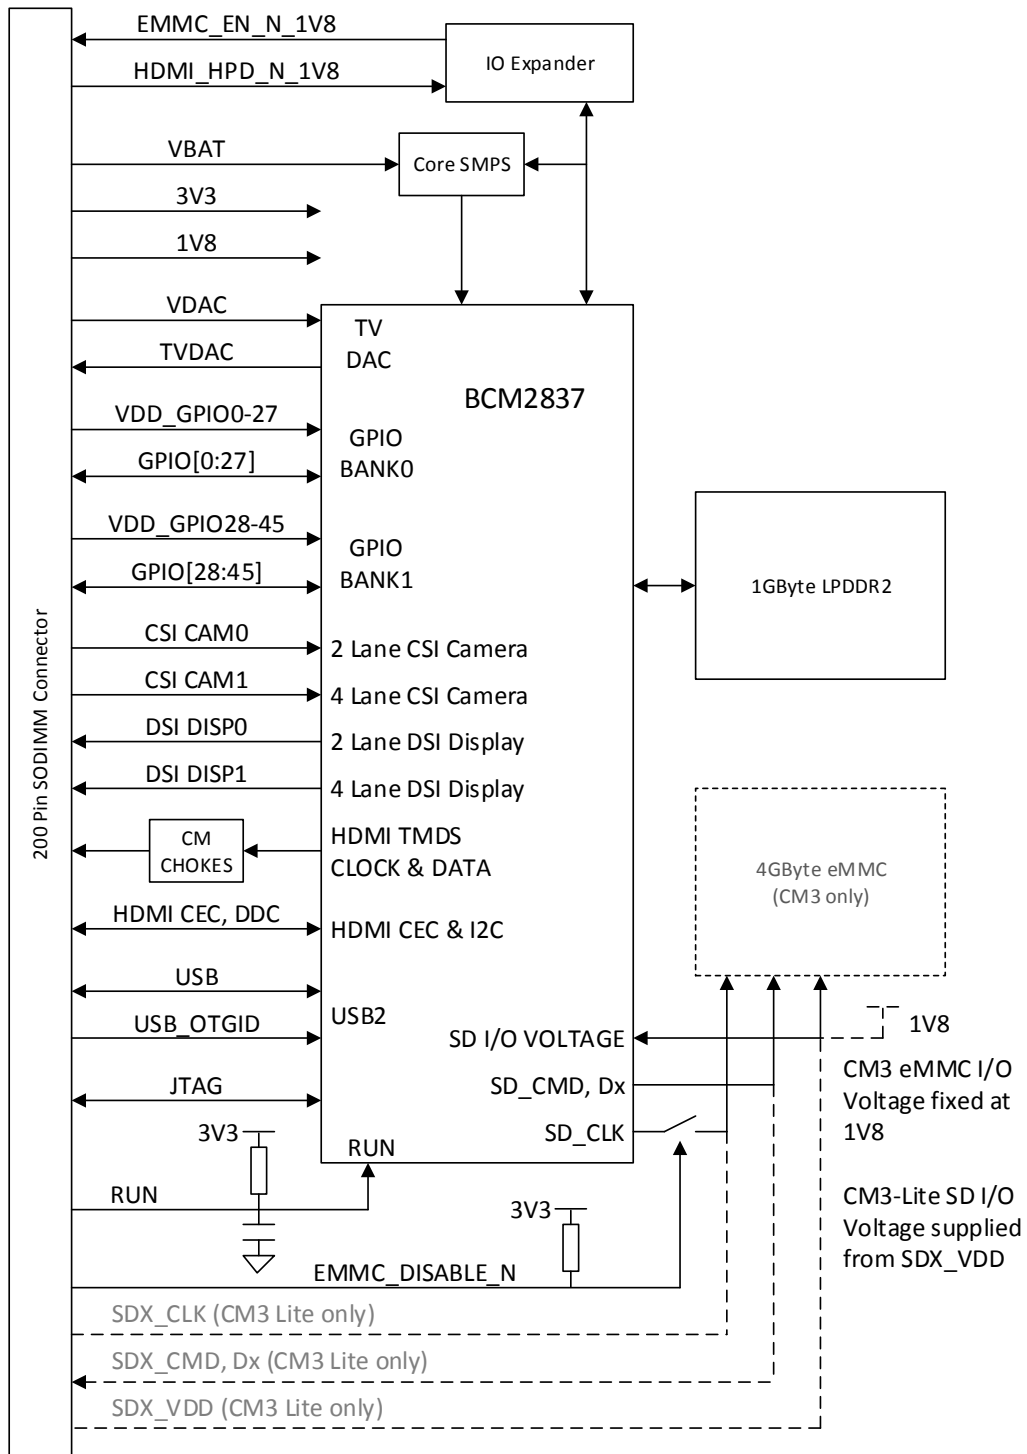 EMMC_EN_N_1V8
IO Expander
HDMI_HPD_N_1V8
VBAT
Core SMPS
3V3
1V8
VDAC
TV
DAC
TVDAC
BCM2837
VDD_GPIO0-27
GPIO
BANK0
GPIO[0:27]
VDD_GPIO28-45
GPIO
BANK1
GPIO[28:45]
1GByte LPDDR2
200 Pin SODIMM Connector
CSI CAM0
2 Lane CSI Camera
CSI CAM1
4 Lane CSI Camera
DSI DISP0
2 Lane DSI Display
DSI DISP1
4 Lane DSI Display
CM
CHOKES
HDMI TMDS
CLOCK & DATA
4GByte eMMC
(CM3 only)
HDMI CEC, DDC
HDMI CEC & I2C
USB
USB2
USB_OTGID
SD I/O VOLTAGE
1V8
CM3 eMMC I/O
Voltage fixed at
1V8
SD_CMD, Dx
JTAG
SD_CLK
3V3
RUN
RUN
CM3-Lite SD I/O
Voltage supplied
from SDX_VDD
3V3
EMMC_DISABLE_N
SDX_CLK (CM3 Lite only)
SDX_CMD, Dx (CM3 Lite only)
SDX_VDD (CM3 Lite only)